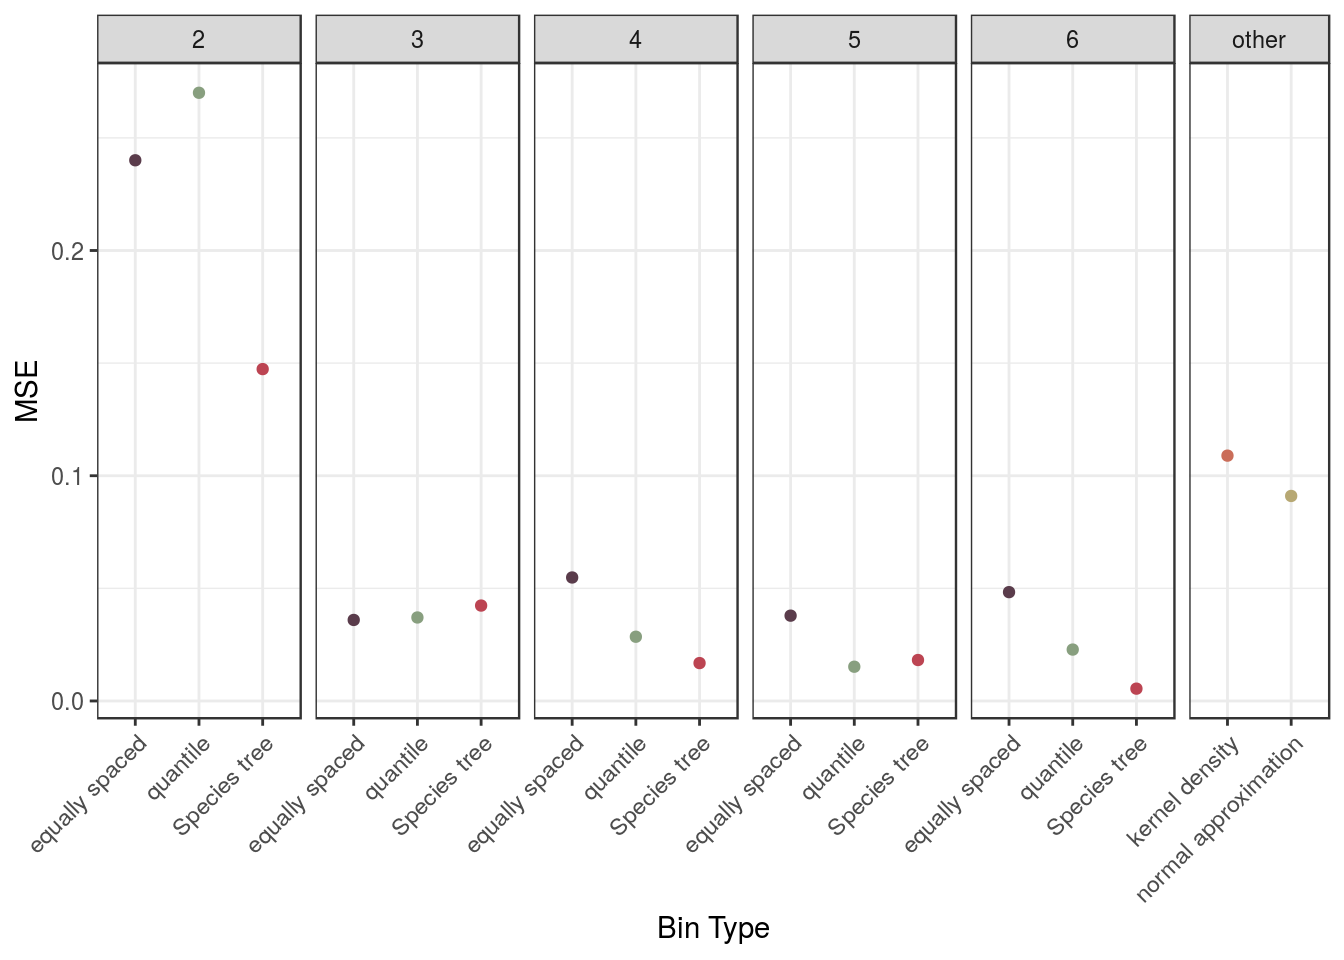 2 3 4 5 6 other
MSE
0.2
0.1
0.0
equally spaced quantile Species tree equally spaced quantile Species tree equally spaced quantile Species tree equally spaced quantile Species tree equally spaced quantile Species tree kernel density normal approximation
Bin Type